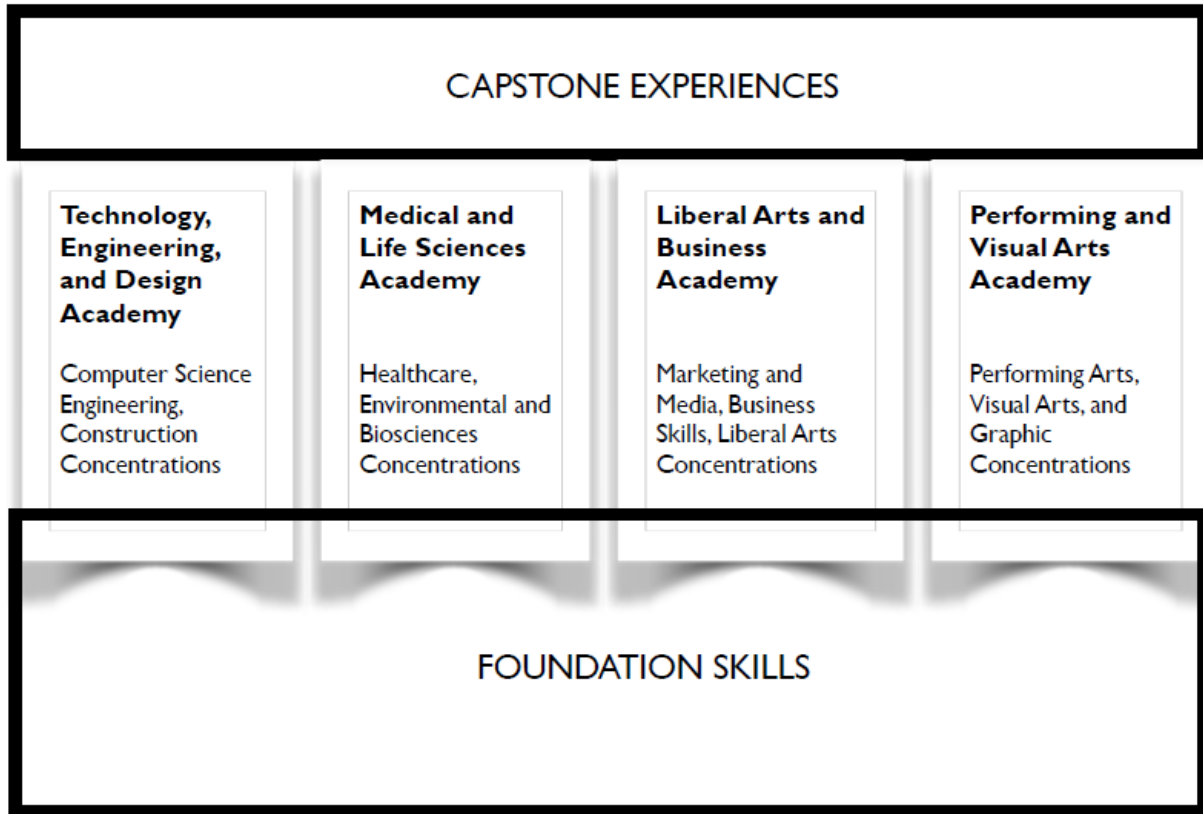 CAPSTONE EXPERIENCES
Technology,
Engineering,
and Design
Academy
Computer Science
Engineering,
Construction
Concentrations
Medical and
Life Sciences
Academy
Healthcare,
Environmental and
Biosciences
Concentrations
Liberal Arts and
Business
Academy
Marketing and
Media, Business
Skills, Liberal Arts
Concentrations
Performing and
Visual Arts
Academy
Performing Arts,
Visual Arts, and
Graphic
Concentrations
FOUNDATION SKILLS